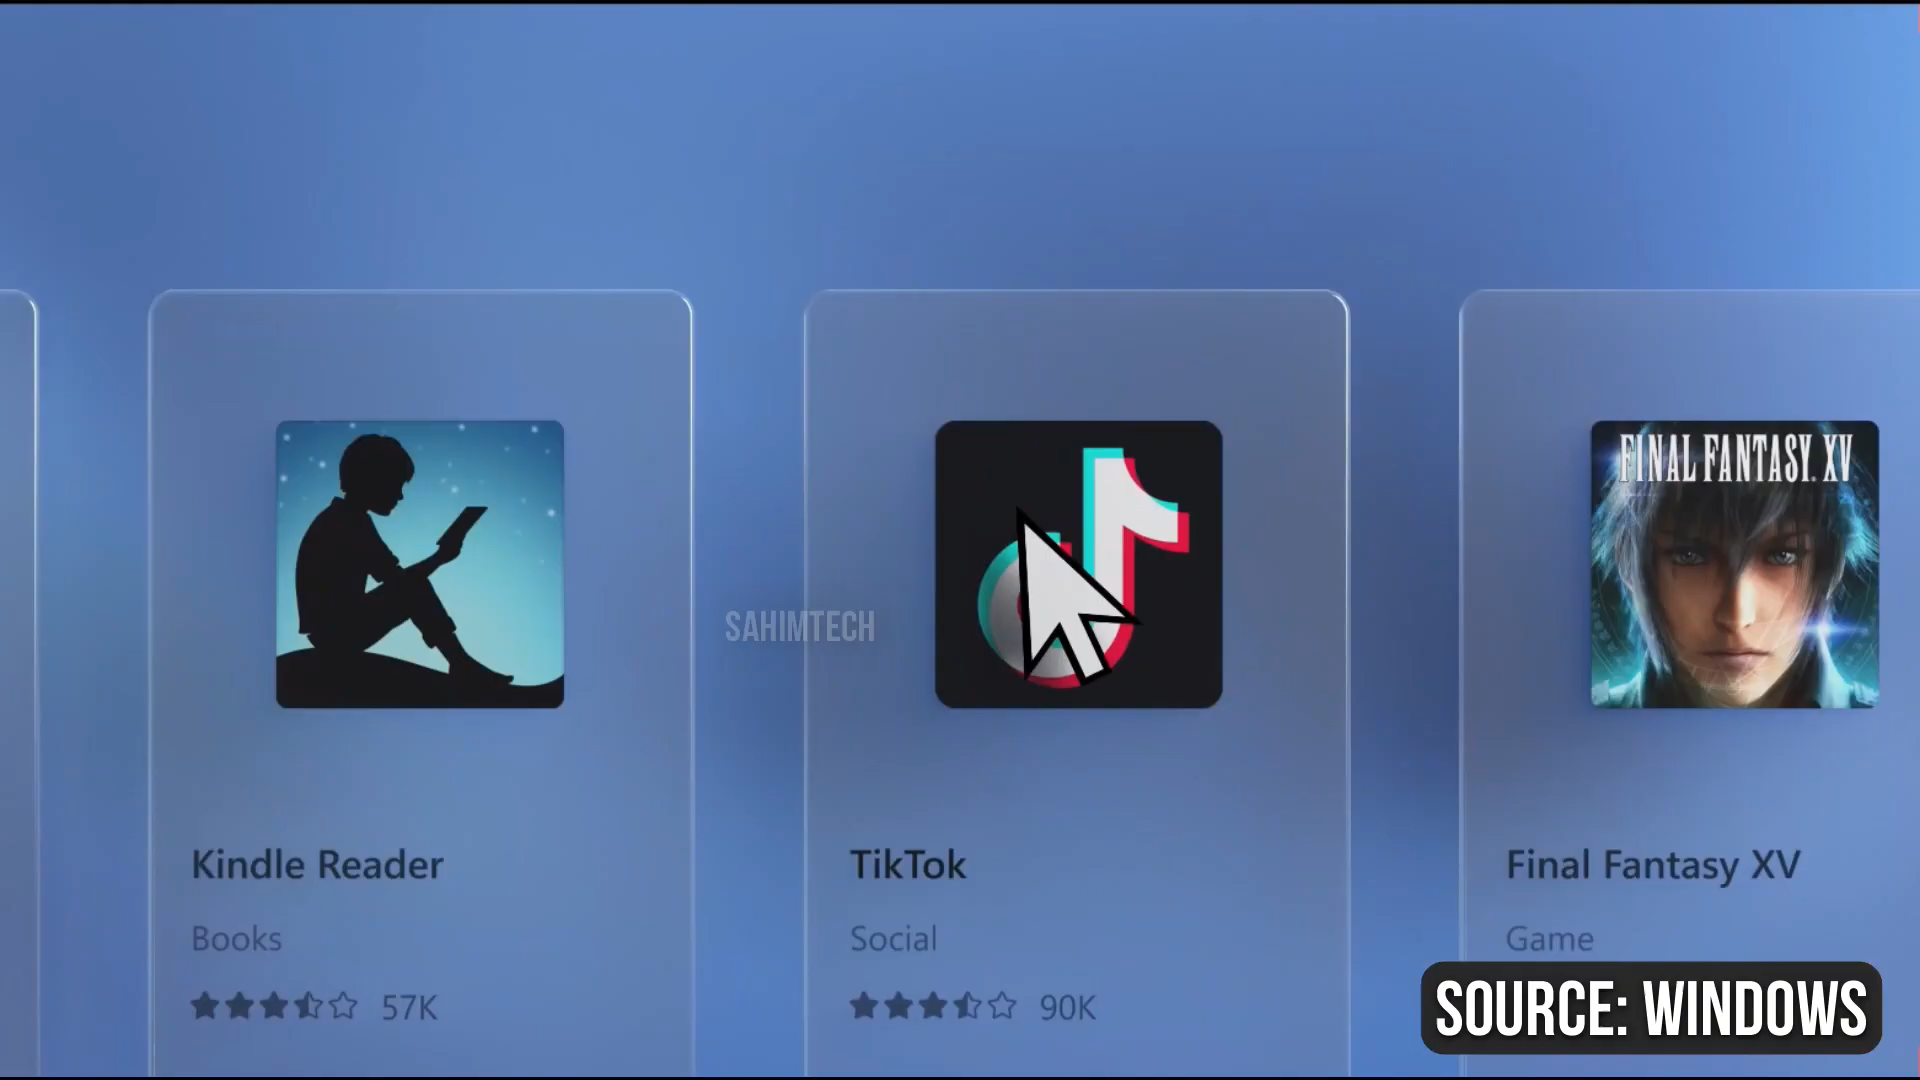 FINAL FANTASY XV
SAHIMTECH
Kindle Reader
Books
57K
TikTok
Social
90K
Final Fantasy XV
Game
SOURCE: WINDOWS